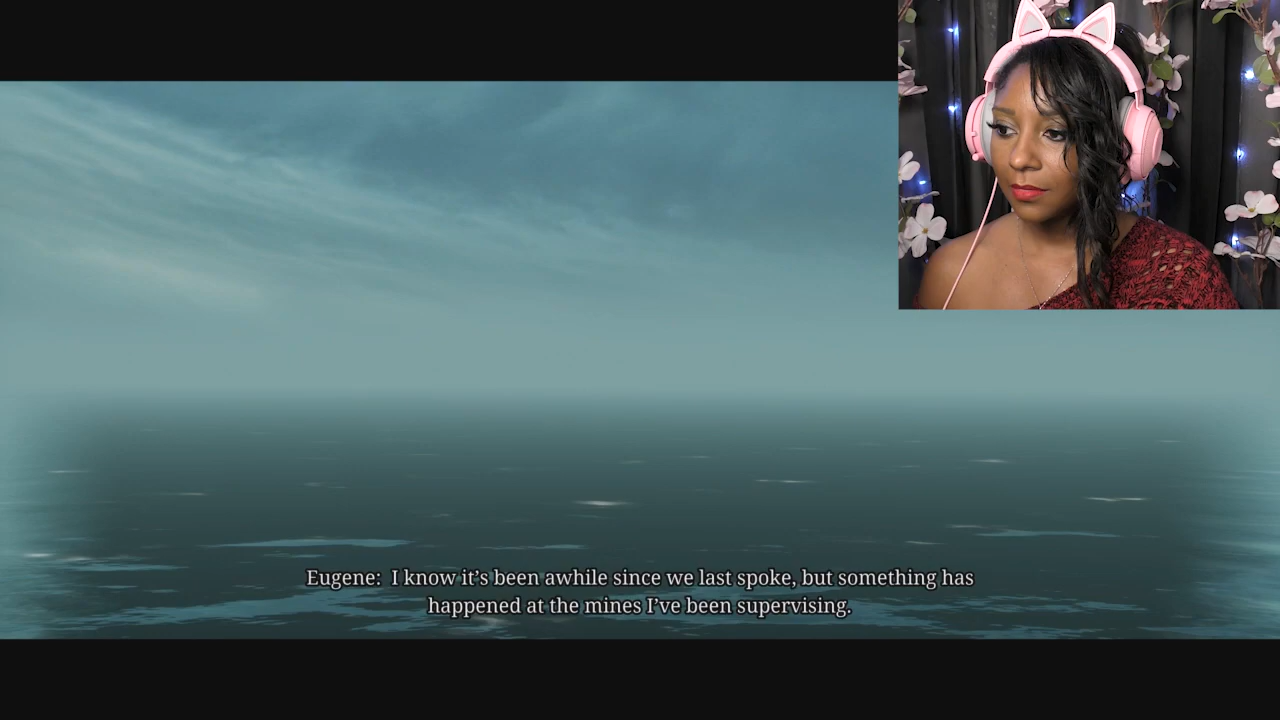 Eugene:  I know it’s been awhile since we last spoke, but something has
happened at the mines I’ve been supervising.